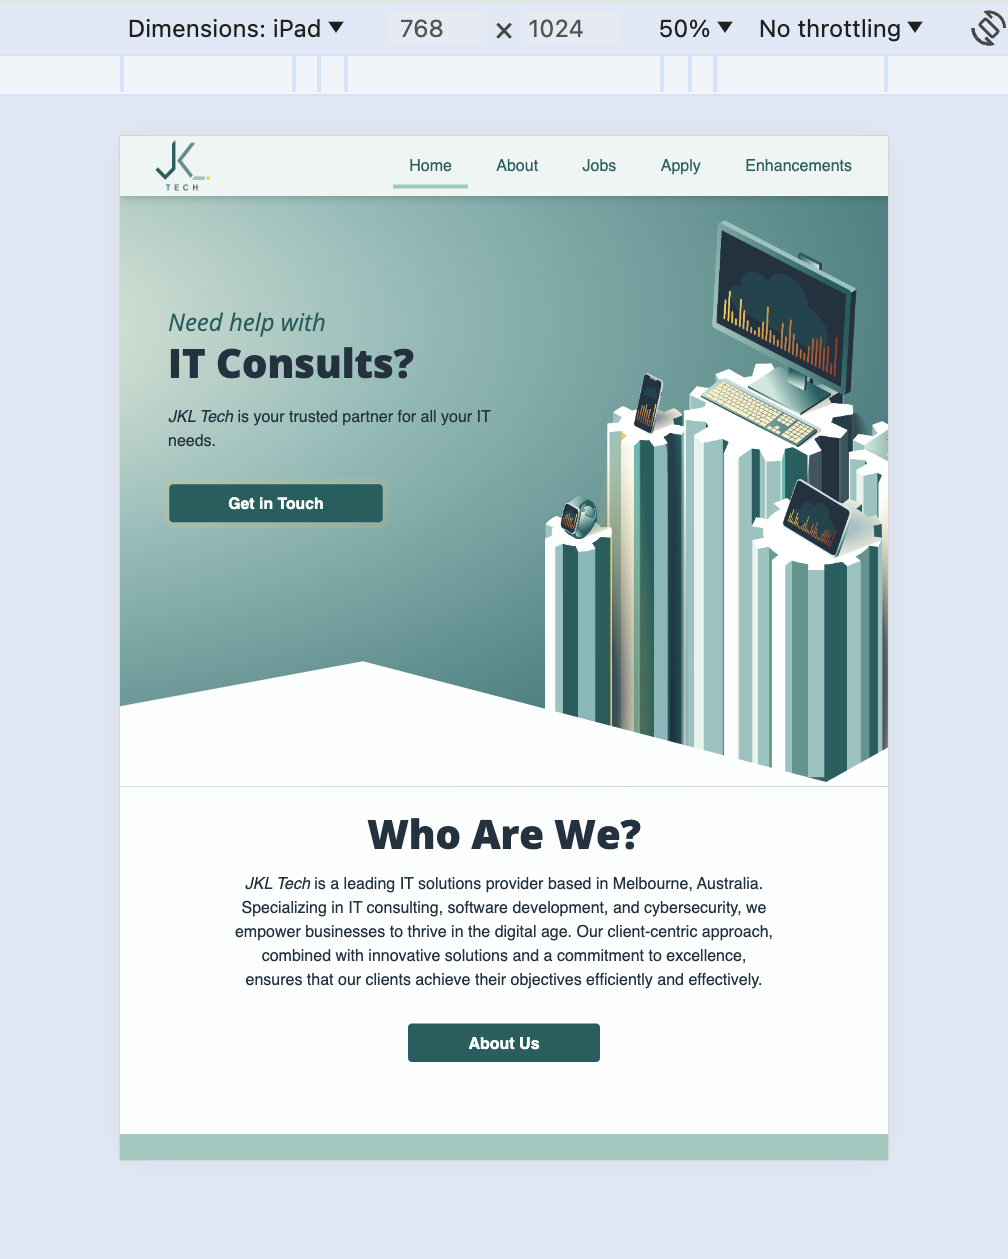 Dimensions: iPad 768 × 1024 50% No throttling
JKL
TECH
Home About Jobs Apply Enhancements
Need help with
IT Consults?
JKL Tech is your trusted partner for all your IT
needs.
Get in Touch
Who Are We?
JKL Tech is a leading IT solutions provider based in Melbourne, Australia.
Specializing in IT consulting, software development, and cybersecurity, we
empower businesses to thrive in the digital age. Our client-centric approach,
combined with innovative solutions and a commitment to excellence,
ensures that our clients achieve their objectives efficiently and effectively.
About Us